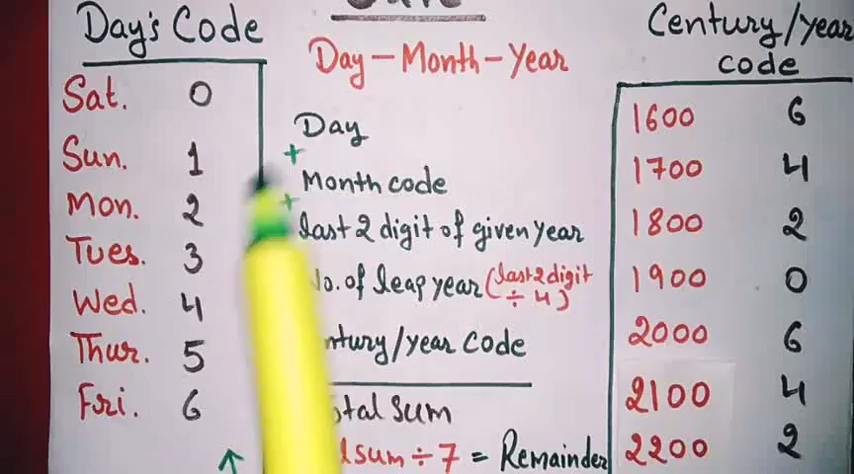 Day's Code
Sat. 0
Sun. 1
Mon. 2
Tues. 3
Wed. 4
Thur. 5
Fri. 6
Day-Month-Year
Day
+
Month code
+
last 2 digit of given year
of leap year (last 2 digit
÷ 4)
/year code
sum
sum ÷ 7 = Remainder
Century/year
code
1600 6
1700 4
1800 2
1900 0
2000 6
2100 4
2200 2